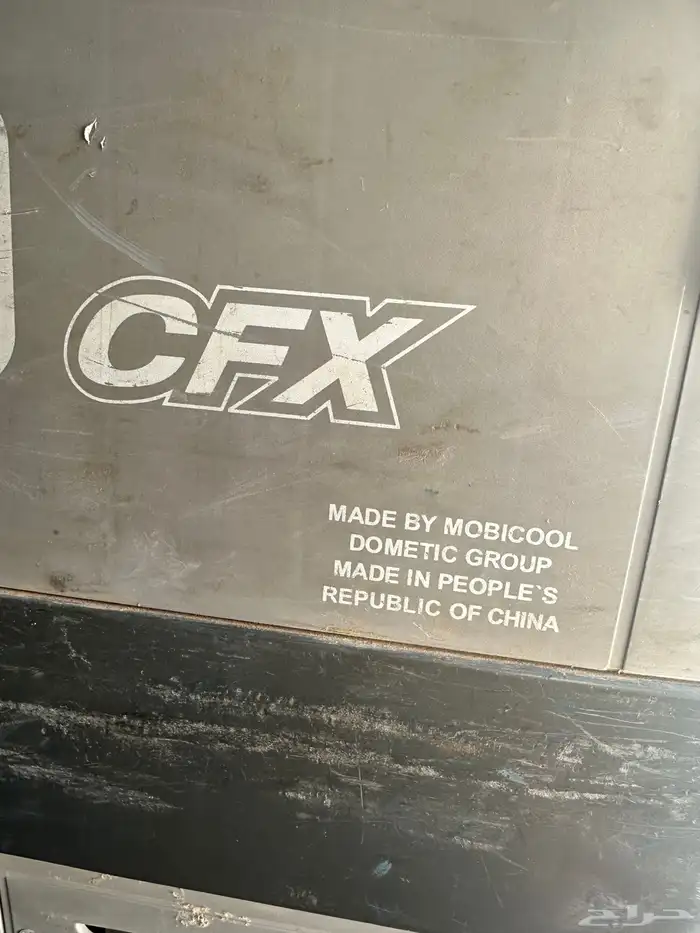 CFX
MADE BY MOBICOOL
DOMETIC GROUP
MADE IN PEOPLE`S
REPUBLIC OF CHINA
حراج